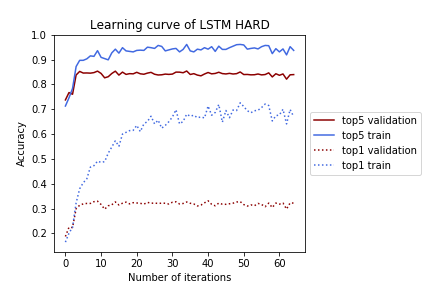 Learning curve of LSTM HARD
1.0
0.9
0.8
0.7
0.6
0.5
0.4
0.3
0.2
Accuracy
0
10
20
30
40
50
60
Number of iterations
top5 validation
top5 train
top1 validation
top1 train